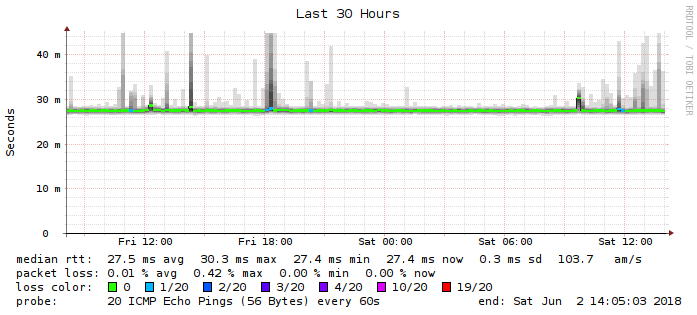 Last 30 Hours
RRDTOOL / TOBI OETIKER
Seconds
40 m
30 m
20 m
10 m
0
Fri 12:00 Fri 18:00 Sat 00:00 Sat 06:00 Sat 12:00
median rtt: 27.5 ms avg 30.3 ms max 27.4 ms min 27.4 ms now 0.3 ms sd 103.7 am/s
packet loss: 0.01 % avg 0.42 % max 0.00 % min 0.00 % now
loss color: 0 1/20 2/20 3/20 4/20 10/20 19/20
probe: 20 ICMP Echo Pings (56 Bytes) every 60s end: Sat Jun 2 14:05:03 2018